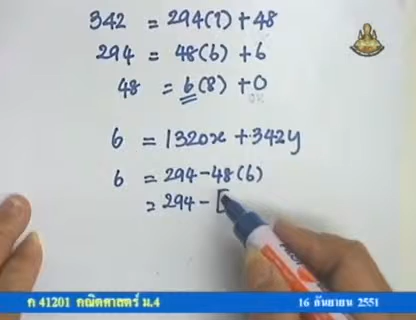 342 = 294(1) + 48
294 = 48(6) + 6
48 = 6(8) + 0
6 = 1320x + 342y
6 = 294 - 48(6)
= 294 - [
ค 41201 คณิตศาสตร์ ม.4
16 กันยายน 2551